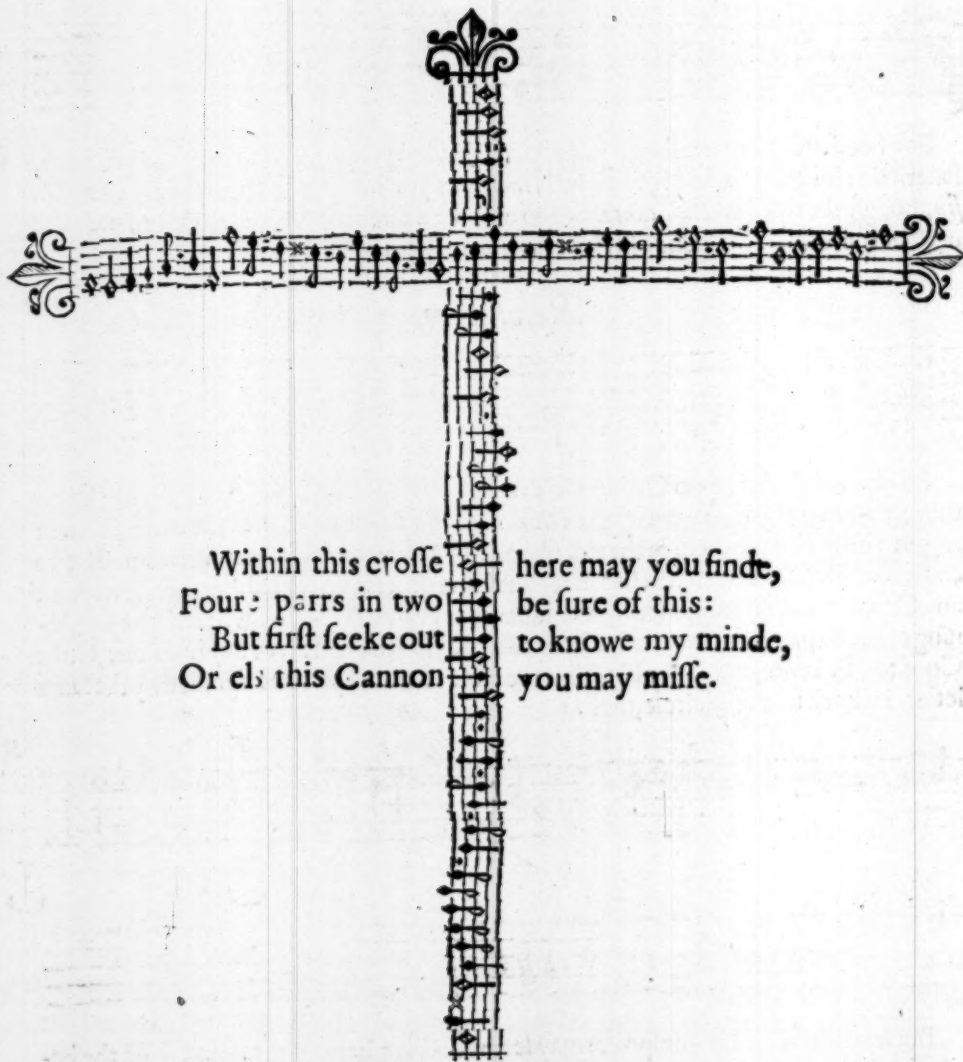 Within this crosse here may you finde,
Foure parts in two be sure of this:
But first seeke out to knowe my minde,
Or els this Cannon you may misse.